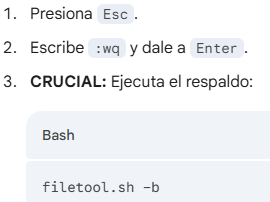 1. Presiona Esc.
2. Escribe :wq y dale a Enter.
3. CRUCIAL: Ejecuta el respaldo:
Bash
filetool.sh -b